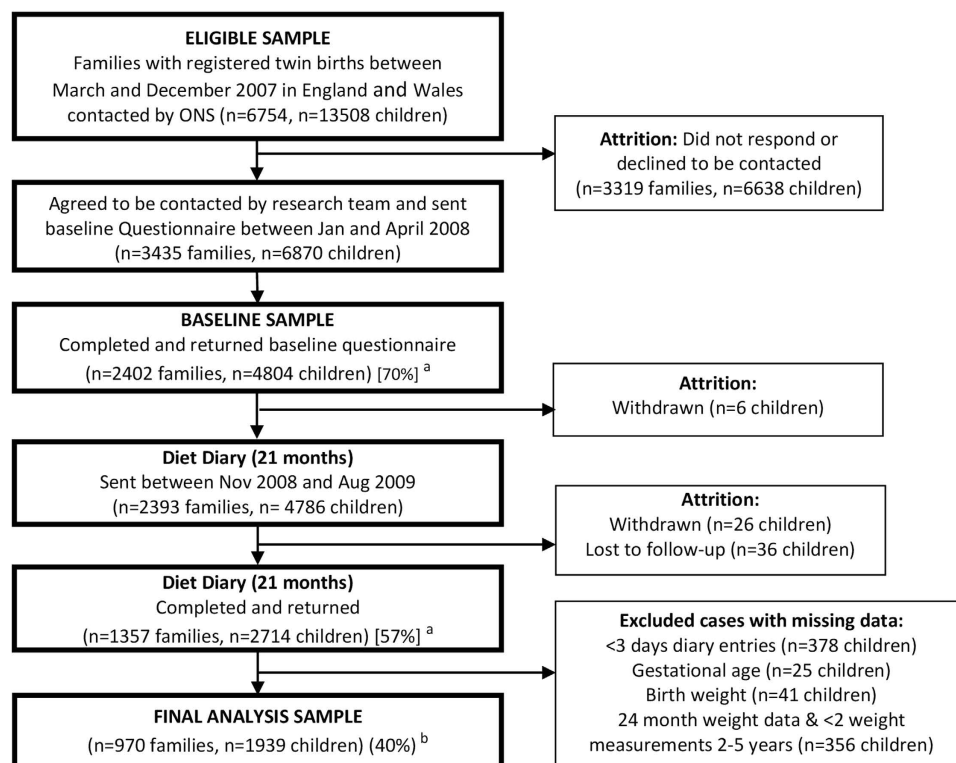 ELIGIBLE SAMPLE
Families with registered twin births between
March and December 2007 in England and Wales
contacted by ONS (n=6754, n=13508 children)
Attrition: Did not respond or
declined to be contacted
(n=3319 families, n=6638 children)
Agreed to be contacted by research team and sent
baseline Questionnaire between Jan and April 2008
(n=3435 families, n=6870 children)
BASELINE SAMPLE
Completed and returned baseline questionnaire
(n=2402 families, n=4804 children) [70%] a
Attrition:
Withdrawn (n=6 children)
Diet Diary (21 months)
Sent between Nov 2008 and Aug 2009
(n=2393 families, n= 4786 children)
Attrition:
Withdrawn (n=26 children)
Lost to follow-up (n=36 children)
Diet Diary (21 months)
Completed and returned
(n=1357 families, n=2714 children) [57%] a
Excluded cases with missing data:
<3 days diary entries (n=378 children)
Gestational age (n=25 children)
Birth weight (n=41 children)
24 month weight data & <2 weight
measurements 2-5 years (n=356 children)
FINAL ANALYSIS SAMPLE
(n=970 families, n=1939 children) (40%) b